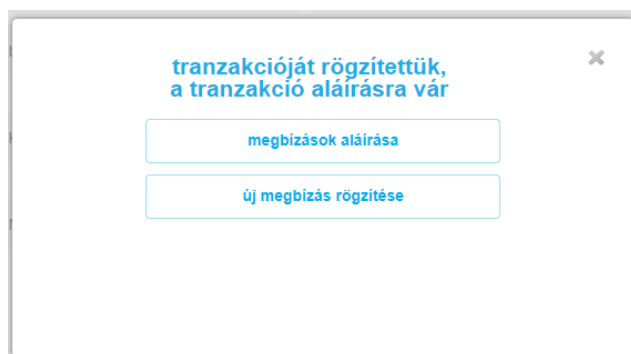 tranzakcióját rögzítettük,
a tranzakció aláírásra vár
megbízások aláírása
új megbízás rögzítése